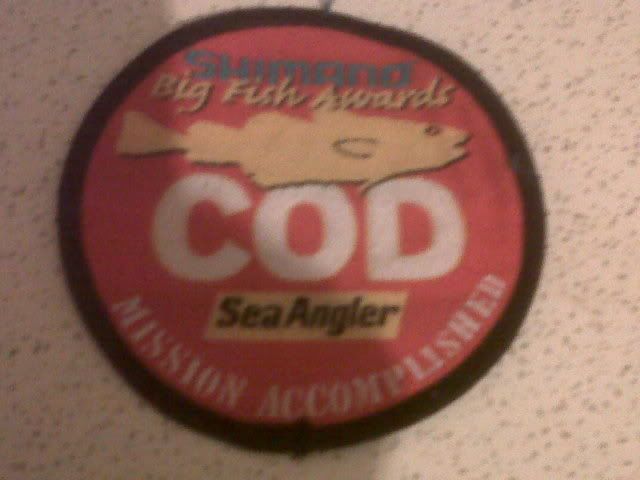 SHIMANO
Big Fish Awards
COD
Sea Angler
MISSION ACCOMPLISHED